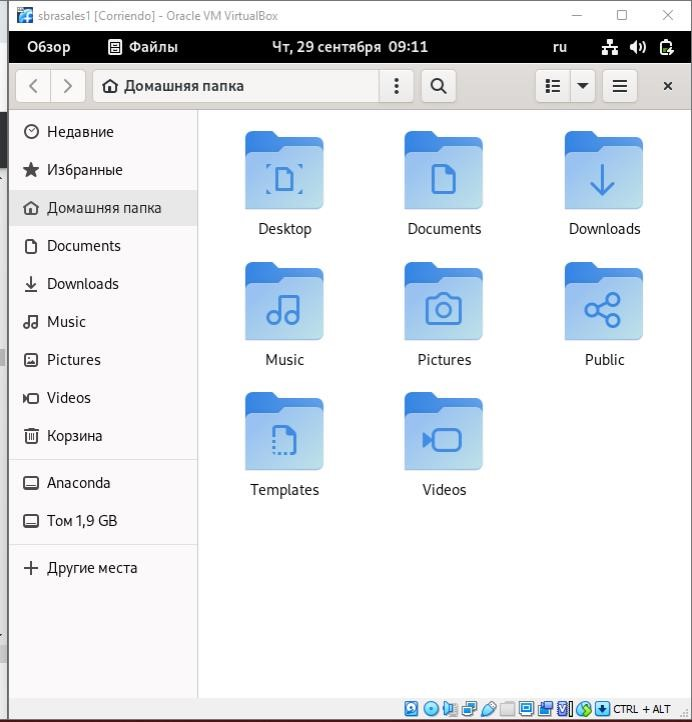 sbrasales1 [Corriendo] - Oracle VM VirtualBox
Обзор Файлы Чт, 29 сентября 09:11 ru
Домашняя папка
Недавние
Избранные
Домашняя папка
Documents
Downloads
Music
Pictures
Videos
Корзина
Anaconda
Том 1,9 GB
Другие места
Desktop Documents Downloads
Music Pictures Public
Templates Videos
CTRL + ALT